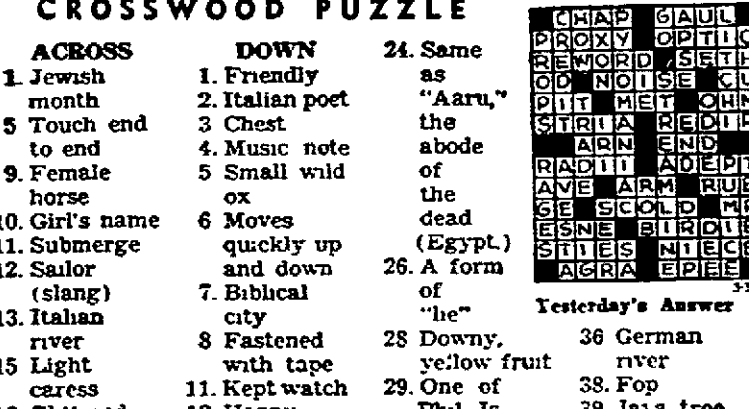 CROSSWOOD PUZZLE
ACROSS
1. Jewish
month
5 Touch end
to end
9. Female
horse
10. Girl's name
11. Submerge
12. Sailor
(slang)
13. Italian
river
15 Light
caress
DOWN
1. Friendly
2. Italian poet
3 Chest
4. Music note
5 Small wild
ox
6 Moves
quickly up
and down
7. Biblical
city
8 Fastened
with tape
11. Kept watch
24. Same
as
"Aaru,"
the
abode
of
the
dead
(Egypt.)
26. A form
of
"he"
28 Downy,
yellow fruit
29. One of
CHAP GAUL
PROXY OPTIC
REWORD SETH
OD NOISE CU
PIT MET OHM
STRIA REDIR
ARN END
RADII ADEPT
AVE ARM RUE
GE SCOLD MR
ESNE BIRDIE
STIES NIECE
AGRA EPEE
Yesterday's Answer
36 German
river
38. Fop